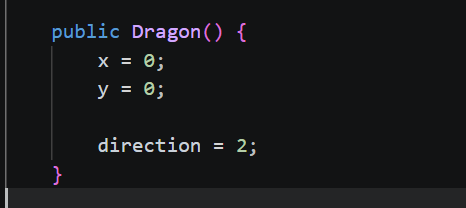 public Dragon() {
x = 0;
y = 0;
direction = 2;
}